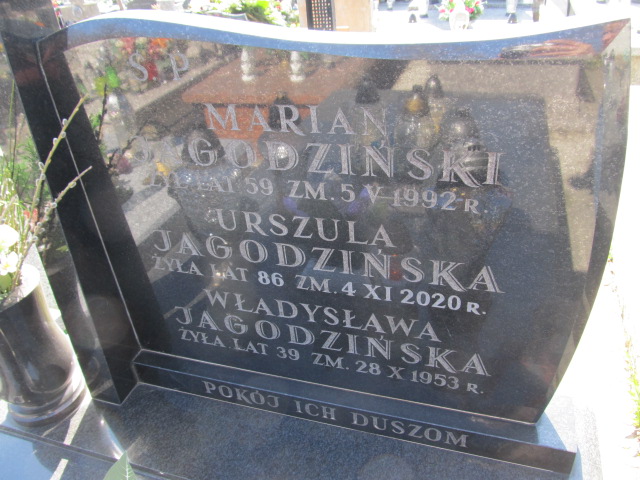 Ś P
MARIAN
JAGODZIŃSKI
ŻYŁ LAT 59 ZM. 5 V 1992 R.
URSZULA
JAGODZIŃSKA
ŻYŁA LAT 86 ZM. 4 XI 2020 R.
WŁADYSŁAWA
JAGODZIŃSKA
ŻYŁA LAT 39 ZM. 28 X 1953 R.
POKÓJ ICH DUSZOM